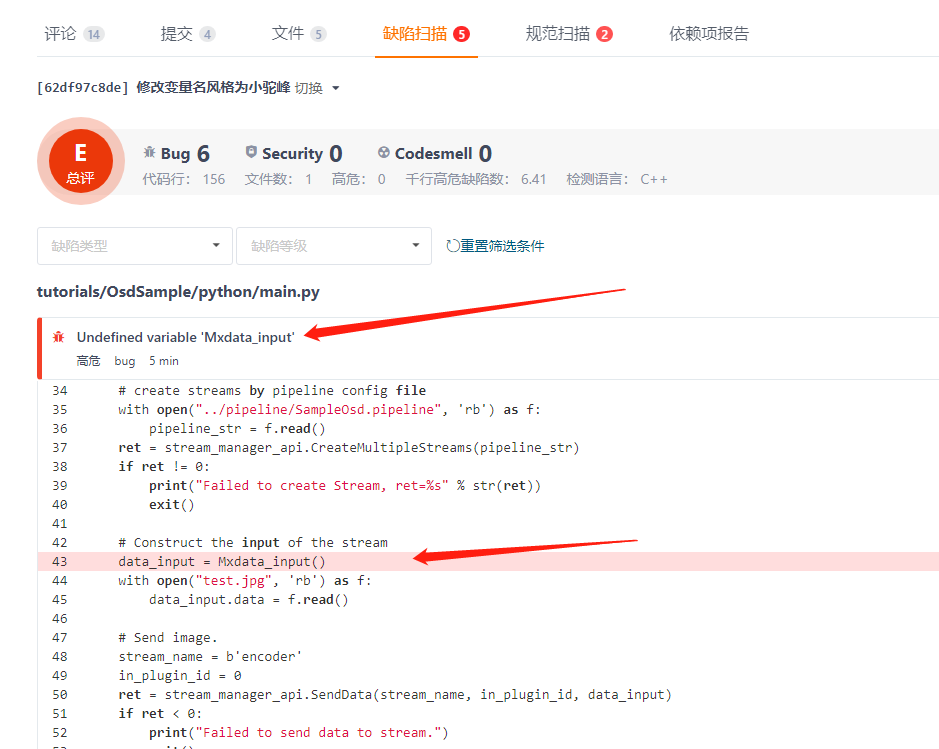 评论 14 提交 4 文件 5 缺陷扫描 5 规范扫描 2 依赖项报告
[62df97c8de] 修改变量名风格为小驼峰 切换
E
总评
Bug 6 Security 0 Codesmell 0
代码行: 156 文件数: 1 高危: 0 千行高危缺陷数: 6.41 检测语言: C++
缺陷类型 缺陷等级 重置筛选条件
tutorials/OsdSample/python/main.py
Undefined variable 'Mxdata_input'
高危 bug 5 min
34 # create streams by pipeline config file
35 with open("../pipeline/SampleOsd.pipeline", 'rb') as f:
36 pipeline_str = f.read()
37 ret = stream_manager_api.CreateMultipleStreams(pipeline_str)
38 if ret != 0:
39 print("Failed to create Stream, ret=%s" % str(ret))
40 exit()
41
42 # Construct the input of the stream
43 data_input = Mxdata_input()
44 with open("test.jpg", 'rb') as f:
45 data_input.data = f.read()
46
47 # Send image.
48 stream_name = b'encoder'
49 in_plugin_id = 0
50 ret = stream_manager_api.SendData(stream_name, in_plugin_id, data_input)
51 if ret < 0:
52 print("Failed to send data to stream.")